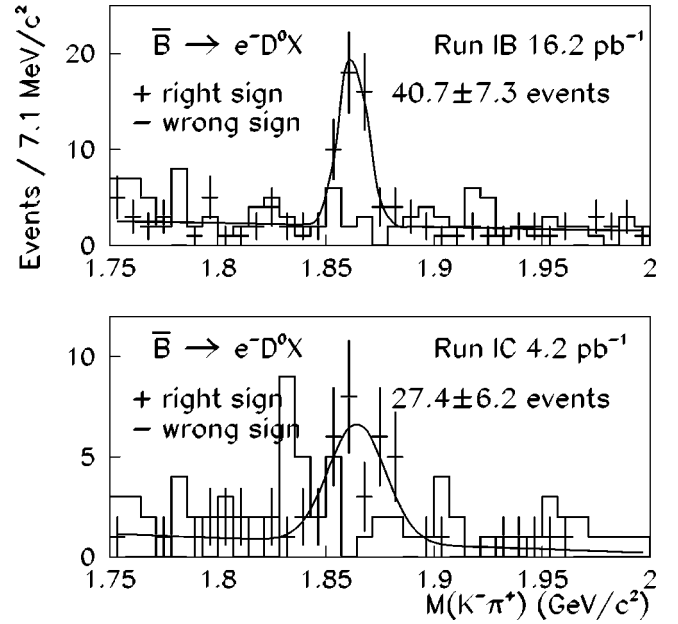 Events / 7.1 MeV/c²
20
10
0
B̅ → e⁻D⁰X
Run IB 16.2 pb⁻¹
+ right sign
40.7±7.3 events
− wrong sign
1.75 1.8 1.85 1.9 1.95 2
10
5
0
B̅ → e⁻D⁰X
Run IC 4.2 pb⁻¹
+ right sign
27.4±6.2 events
− wrong sign
1.75 1.8 1.85 1.9 1.95 2
M(K⁻π⁺) (GeV/c²)